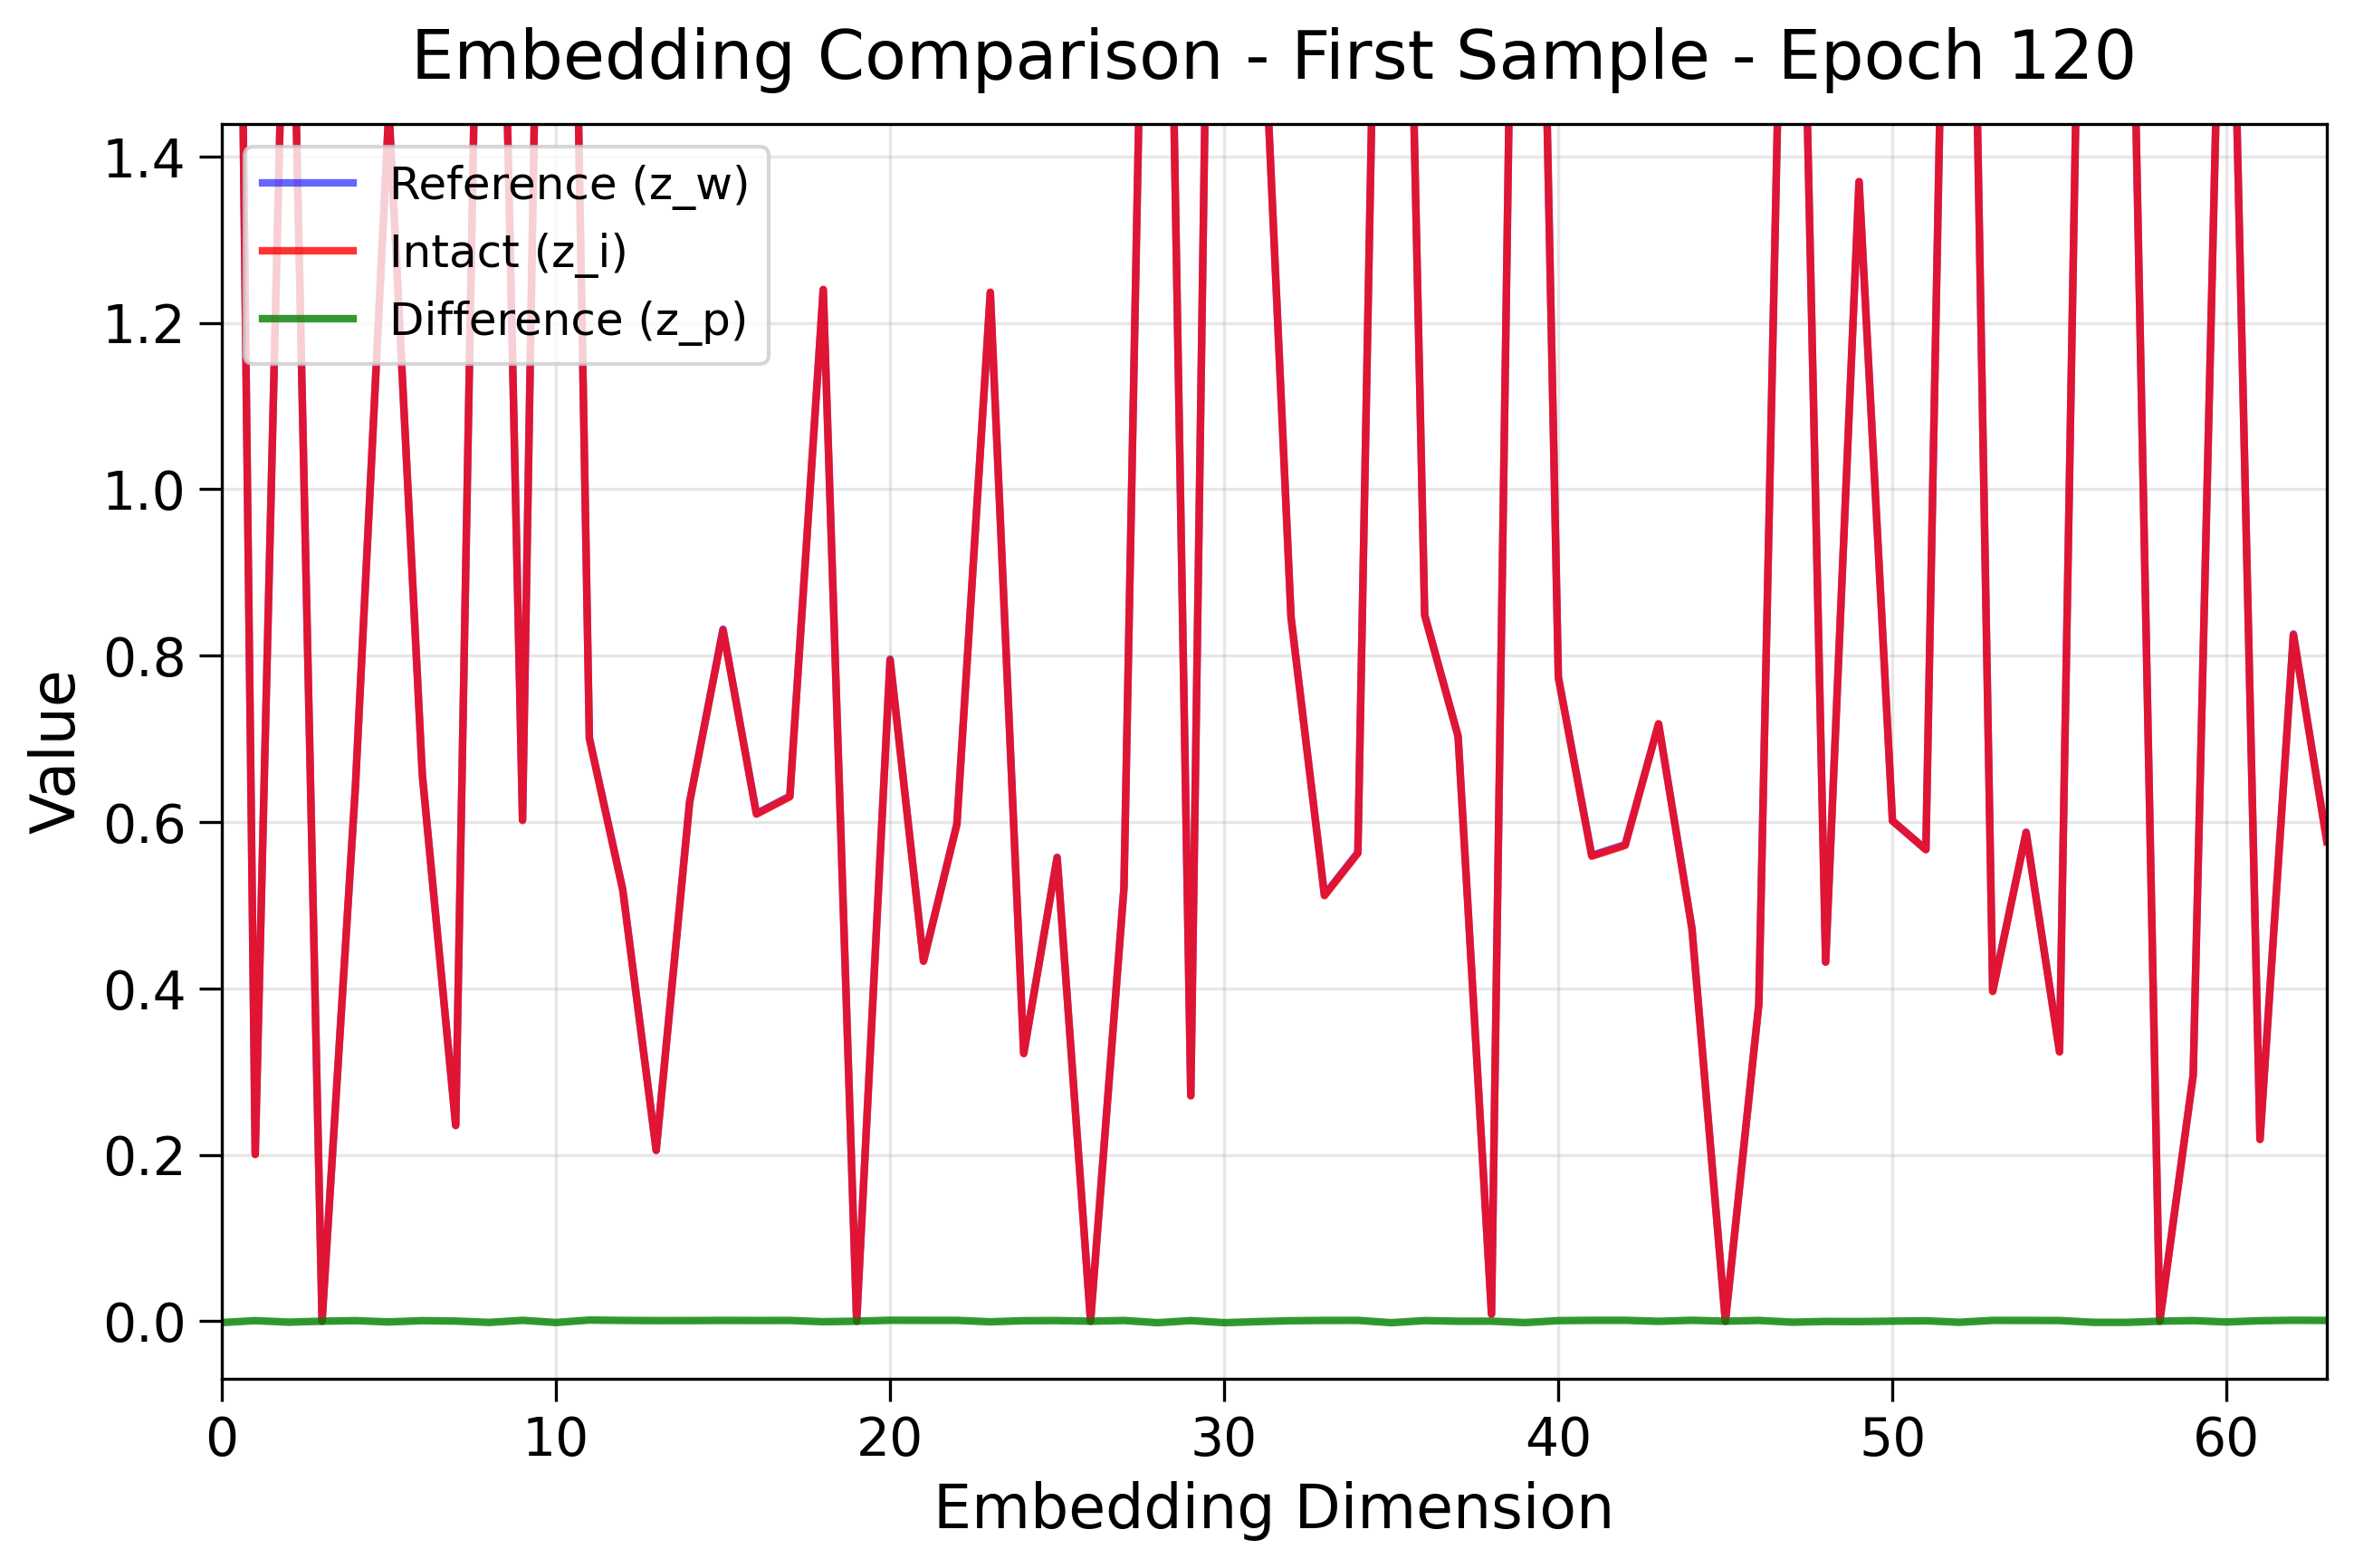 Embedding Comparison - First Sample - Epoch 120
Value
1.4
1.2
1.0
0.8
0.6
0.4
0.2
0.0
Reference (z_w)
Intact (z_i)
Difference (z_p)
0 10 20 30 40 50 60
Embedding Dimension